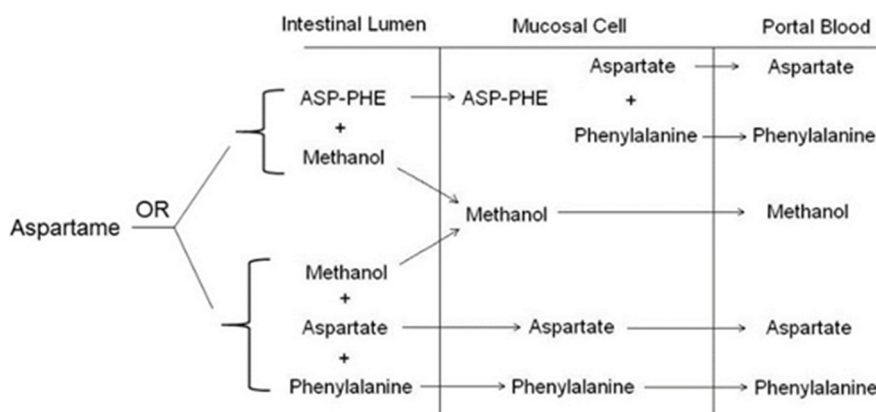 Intestinal Lumen Mucosal Cell Portal Blood
Aspartate Aspartate
ASP-PHE ASP-PHE +
+
Phenylalanine Phenylalanine
Methanol
OR
Aspartame
Methanol Methanol
Methanol
+
Aspartate Aspartate Aspartate
+
Phenylalanine Phenylalanine Phenylalanine